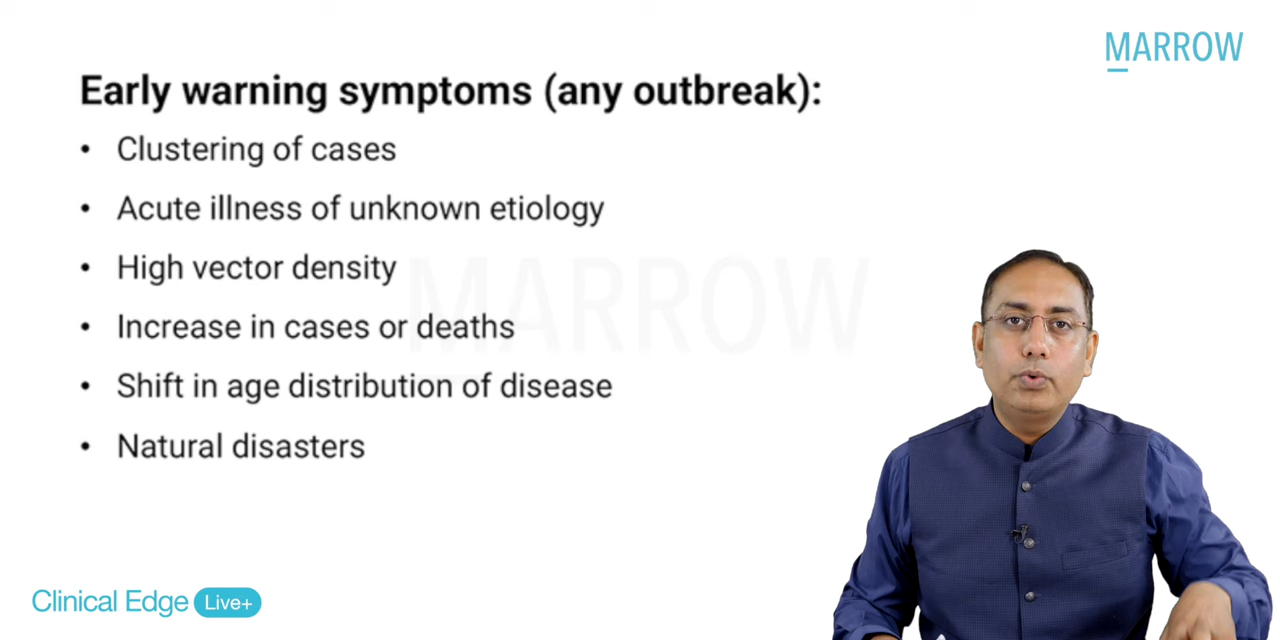 MARROW
Early warning symptoms (any outbreak):
• Clustering of cases
• Acute illness of unknown etiology
• High vector density
• Increase in cases or deaths
• Shift in age distribution of disease
• Natural disasters
MARROW
Clinical Edge Live+